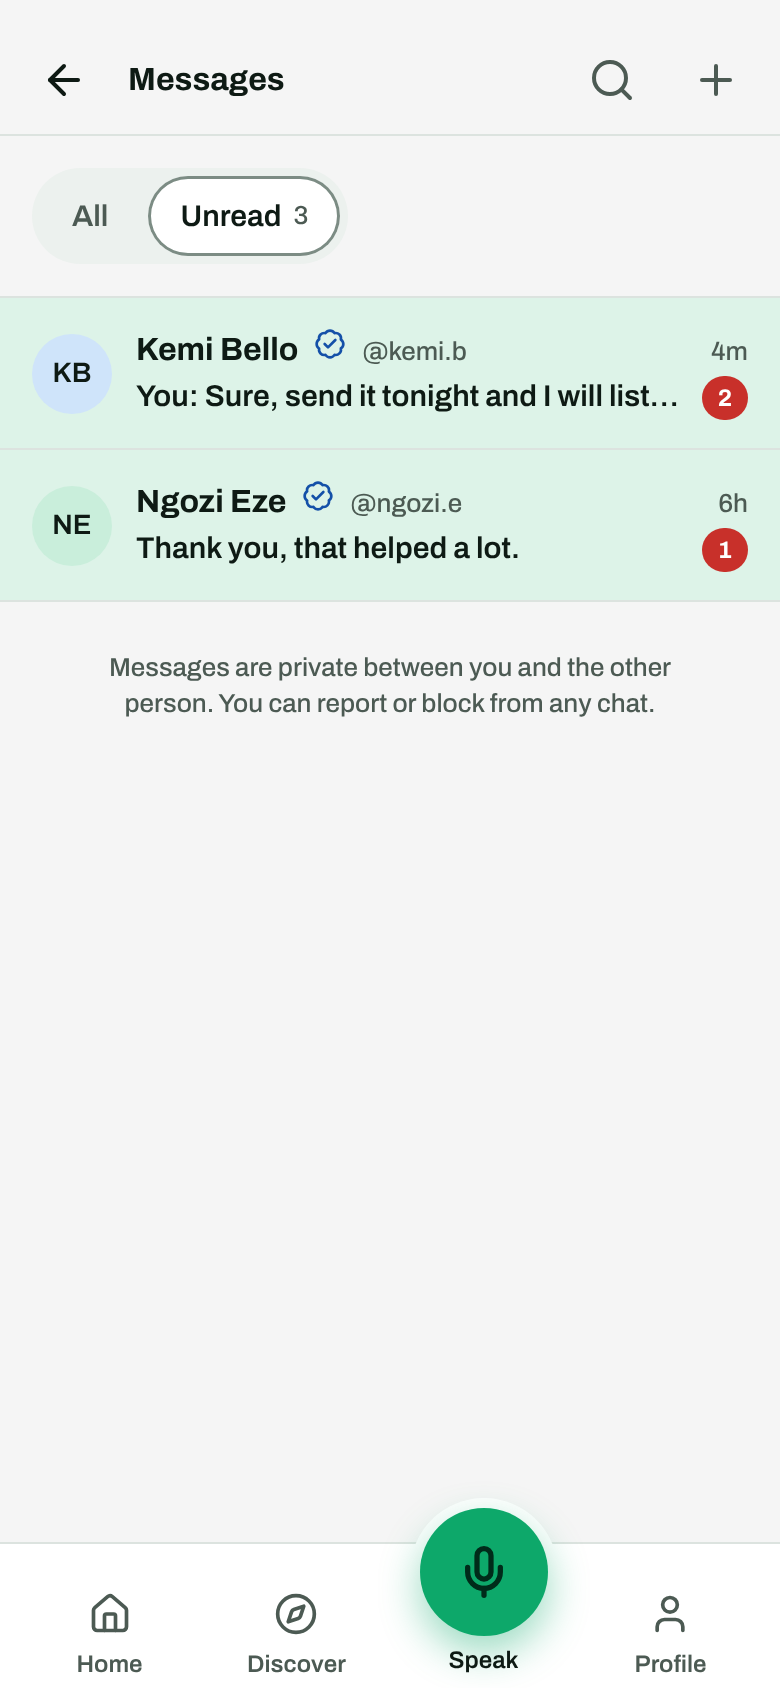 Messages
All
Unread 3
KB
Kemi Bello @kemi.b 4m
You: Sure, send it tonight and I will list... 2
NE
Ngozi Eze @ngozi.e 6h
Thank you, that helped a lot. 1
Messages are private between you and the other
person. You can report or block from any chat.
Home
Discover
Speak
Profile